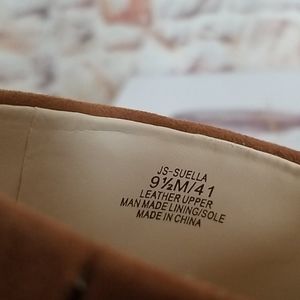 JS-SUELLA
9½M/41
LEATHER UPPER
MAN MADE LINING/SOLE
MADE IN CHINA